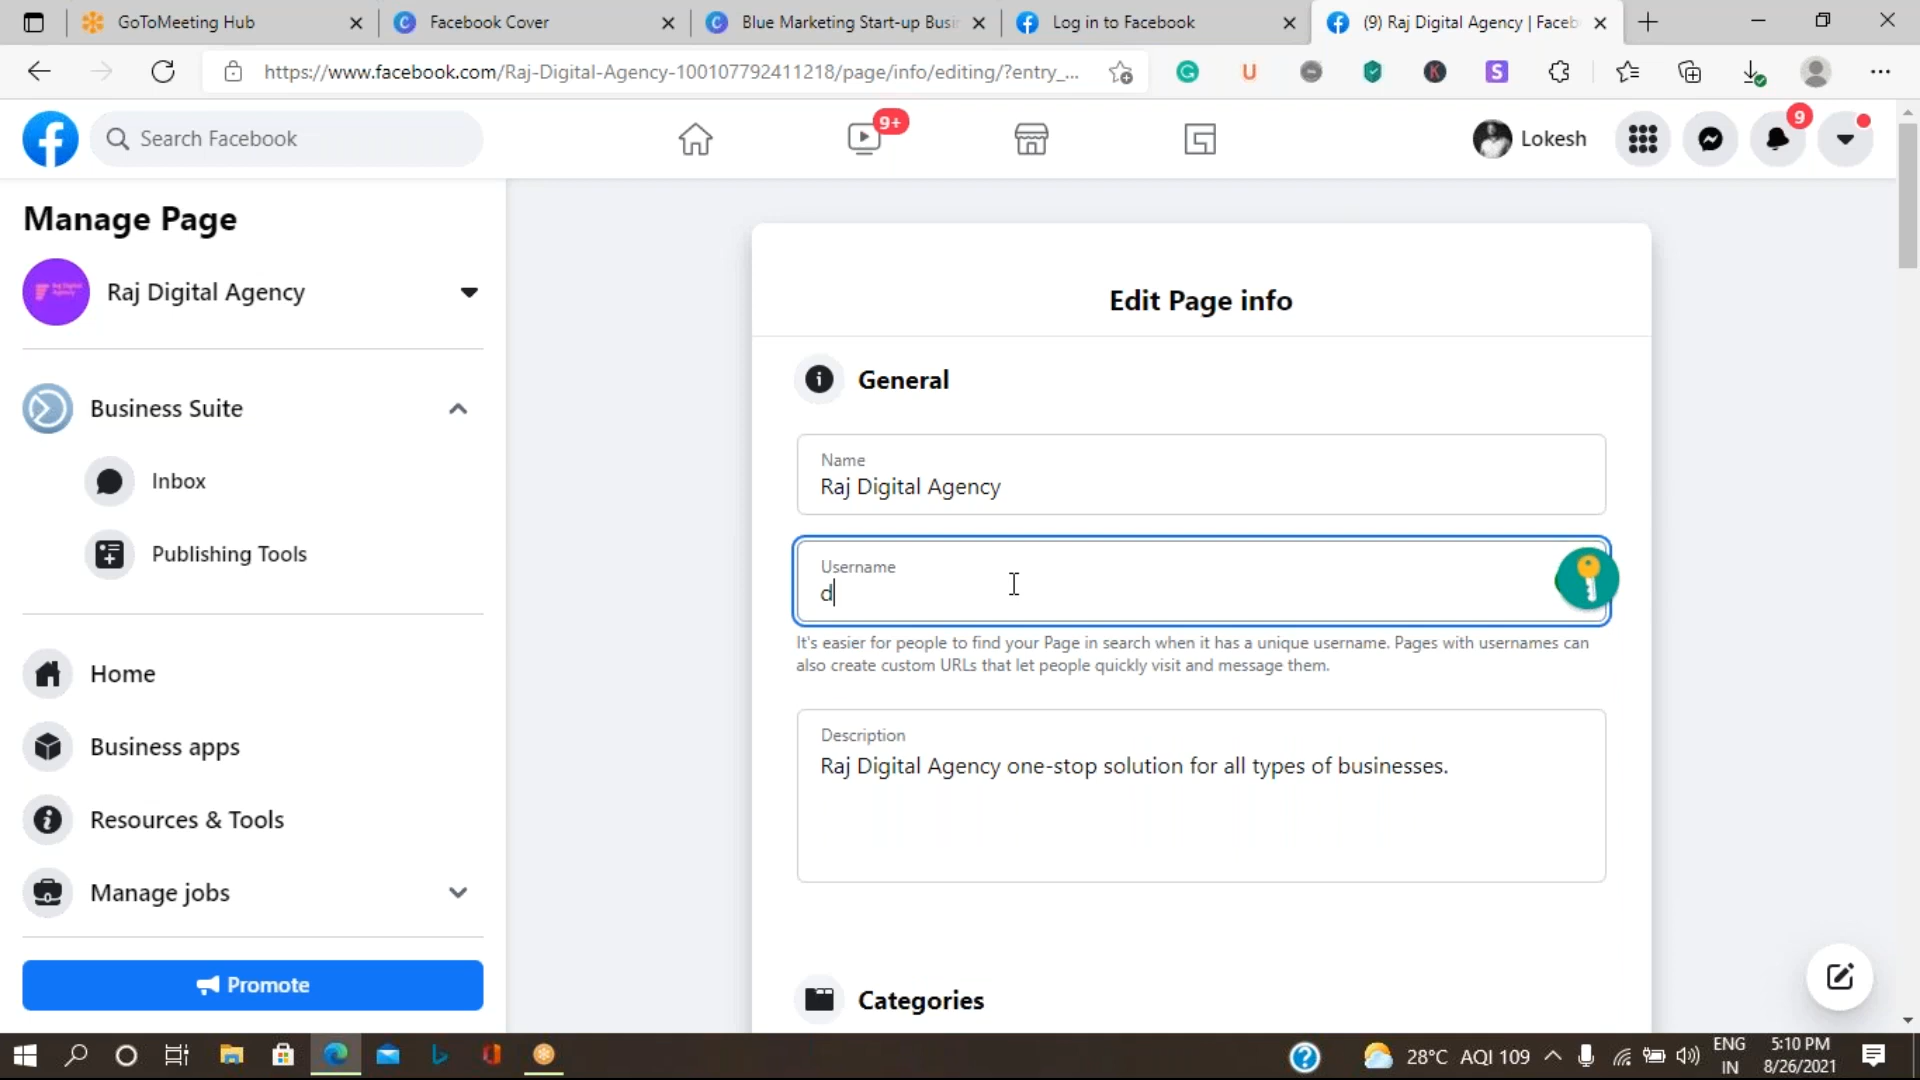 GoToMeeting Hub
Facebook Cover
Blue Marketing Start-up Busi
Log in to Facebook
(9) Raj Digital Agency | Faceb
https://www.facebook.com/Raj-Digital-Agency-100107792411218/page/info/editing/?entry_...
Search Facebook
9+
Lokesh
9
Manage Page
Raj Digital Agency
Business Suite
Inbox
Publishing Tools
Home
Business apps
Resources & Tools
Manage jobs
Promote
Edit Page info
General
Name
Raj Digital Agency
Username
d
It's easier for people to find your Page in search when it has a unique username. Pages with usernames can
also create custom URLs that let people quickly visit and message them.
Description
Raj Digital Agency one-stop solution for all types of businesses.
Categories
28°C AQI 109
ENG
IN
5:10 PM
8/26/2021